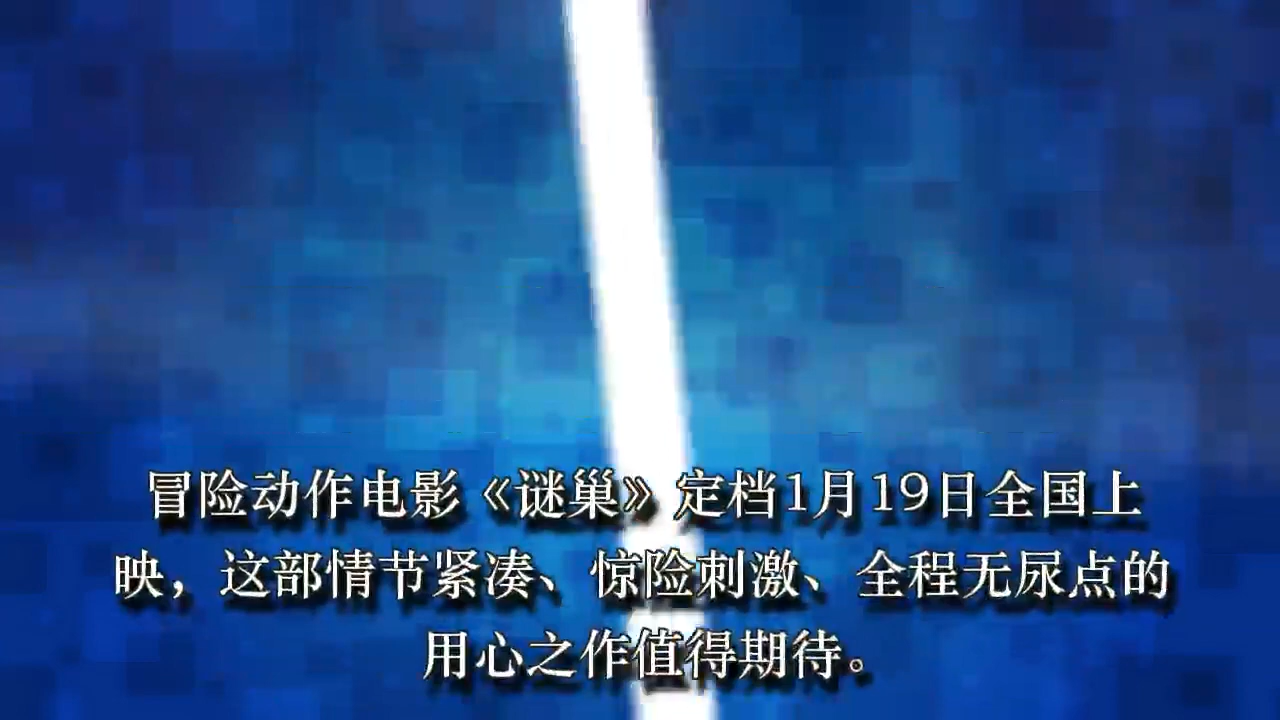 冒险动作电影《谜巢》定档1月19日全国上
映，这部情节紧凑、惊险刺激、全程无尿点的
用心之作值得期待。